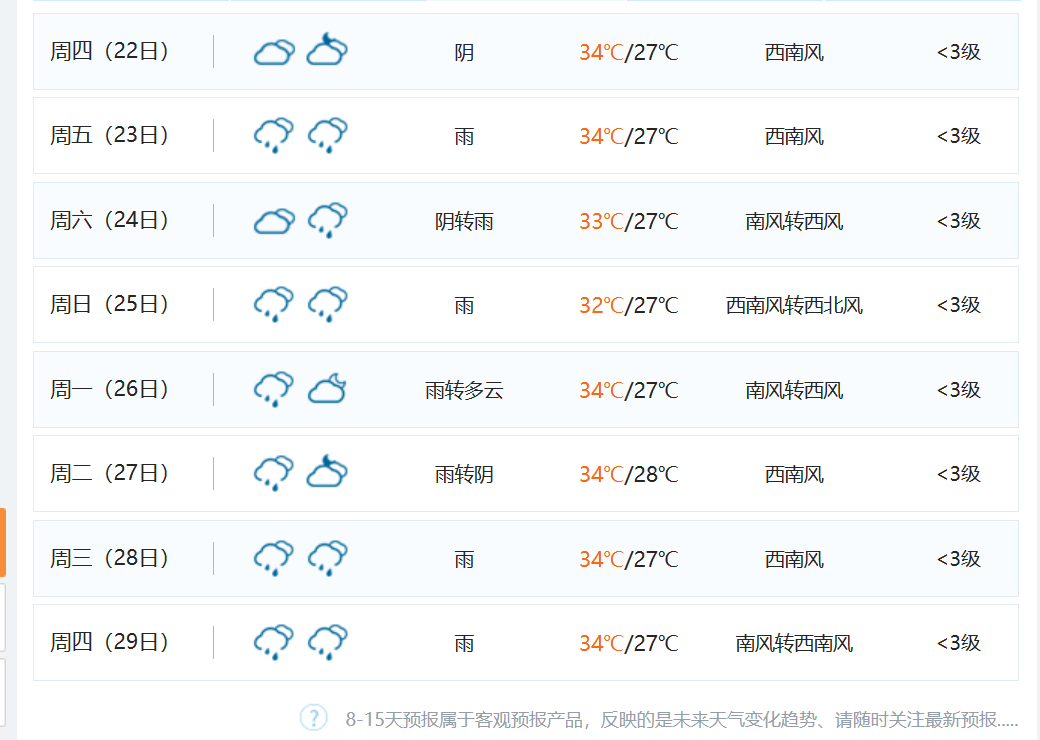 周四（22日） 阴 34℃/27℃ 西南风 <3级
周五（23日） 雨 34℃/27℃ 西南风 <3级
周六（24日） 阴转雨 33℃/27℃ 南风转西风 <3级
周日（25日） 雨 32℃/27℃ 西南风转西北风 <3级
周一（26日） 雨转多云 34℃/27℃ 南风转西风 <3级
周二（27日） 雨转阴 34℃/28℃ 西南风 <3级
周三（28日） 雨 34℃/27℃ 西南风 <3级
周四（29日） 雨 34℃/27℃ 南风转西南风 <3级
? 8-15天预报属于客观预报产品，反映的是未来天气变化趋势、请随时关注最新预报.....